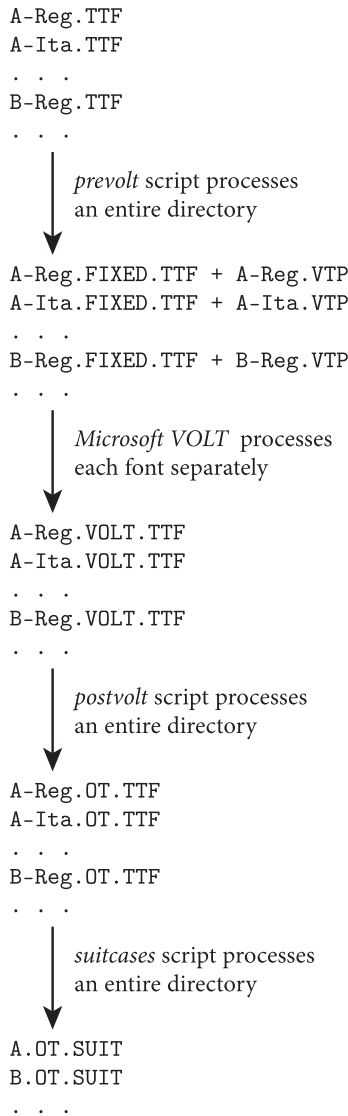 A-Reg.TTF
A-Ita.TTF
. . .
B-Reg.TTF
. . .
prevolt script processes
an entire directory
A-Reg.FIXED.TTF + A-Reg.VTP
A-Ita.FIXED.TTF + A-Ita.VTP
. . .
B-Reg.FIXED.TTF + B-Reg.VTP
. . .
Microsoft VOLT processes
each font separately
A-Reg.VOLT.TTF
A-Ita.VOLT.TTF
. . .
B-Reg.VOLT.TTF
. . .
postvolt script processes
an entire directory
A-Reg.OT.TTF
A-Ita.OT.TTF
. . .
B-Reg.OT.TTF
. . .
suitcases script processes
an entire directory
A.OT.SUIT
B.OT.SUIT
. . .